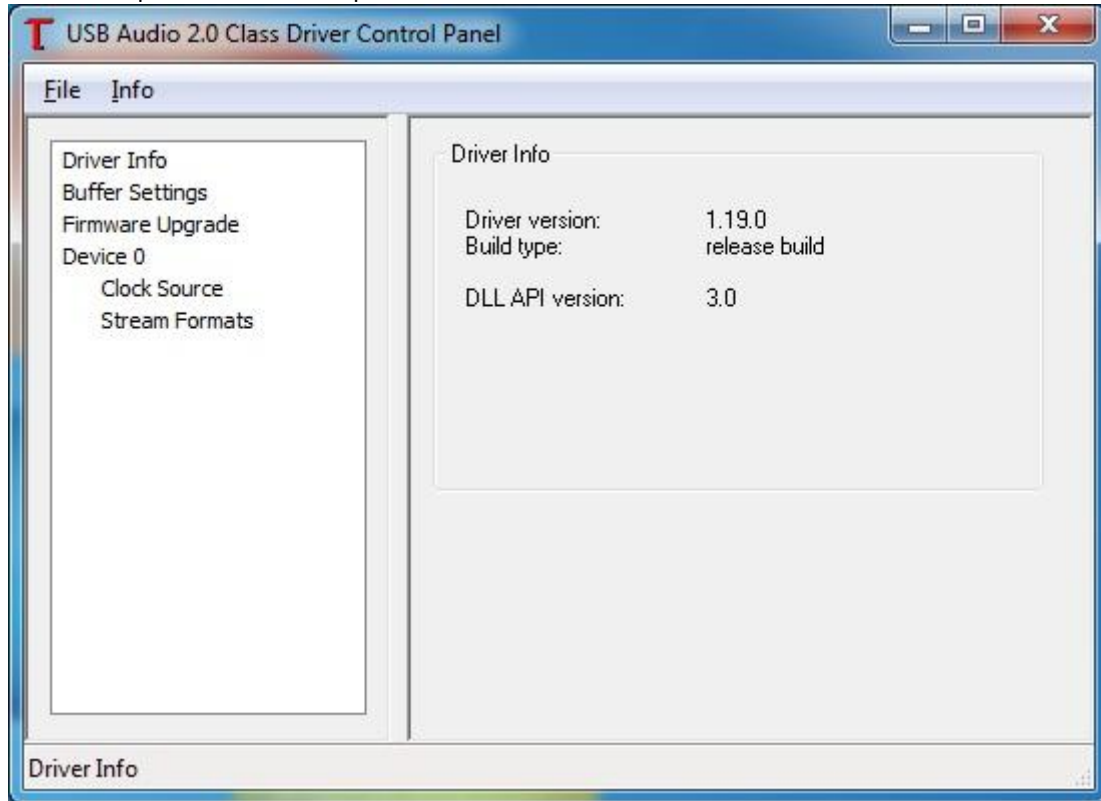 USB Audio 2.0 Class Driver Control Panel
File Info
Driver Info
Buffer Settings
Firmware Upgrade
Device 0
Clock Source
Stream Formats
Driver Info
Driver version: 1.19.0
Build type: release build
DLL API version: 3.0
Driver Info